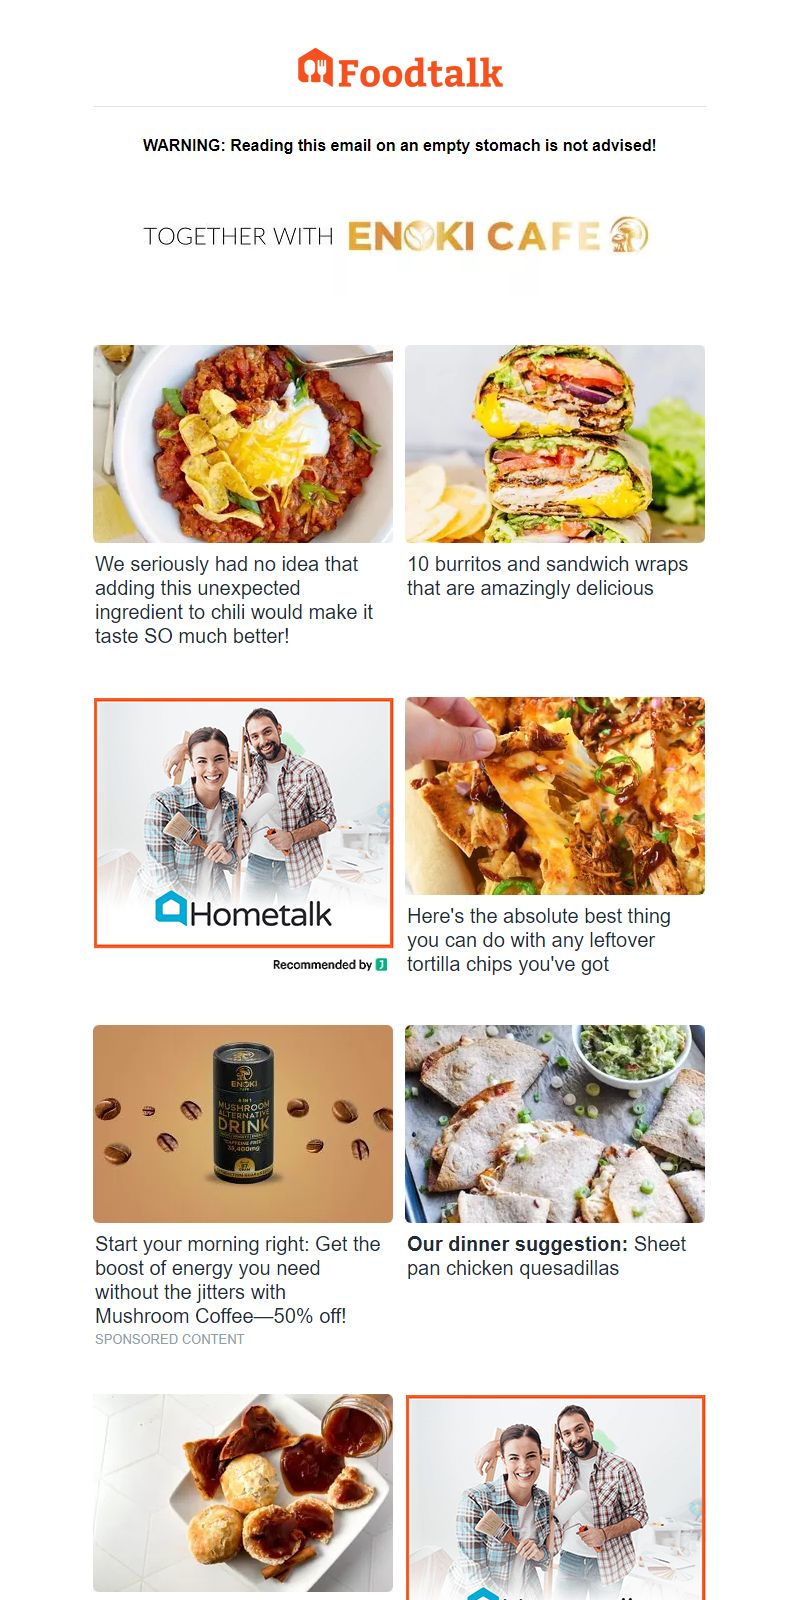 Foodtalk
WARNING: Reading this email on an empty stomach is not advised!
TOGETHER WITH ENOKI CAFE
We seriously had no idea that
adding this unexpected
ingredient to chili would make it
taste SO much better!
10 burritos and sandwich wraps
that are amazingly delicious
Hometalk
Recommended by
Here's the absolute best thing
you can do with any leftover
tortilla chips you've got
ENOKI
CAFE
MUSHROOM
ALTERNATIVE
DRINK
Start your morning right: Get the
boost of energy you need
without the jitters with
Mushroom Coffee—50% off!
SPONSORED CONTENT
Our dinner suggestion: Sheet
pan chicken quesadillas